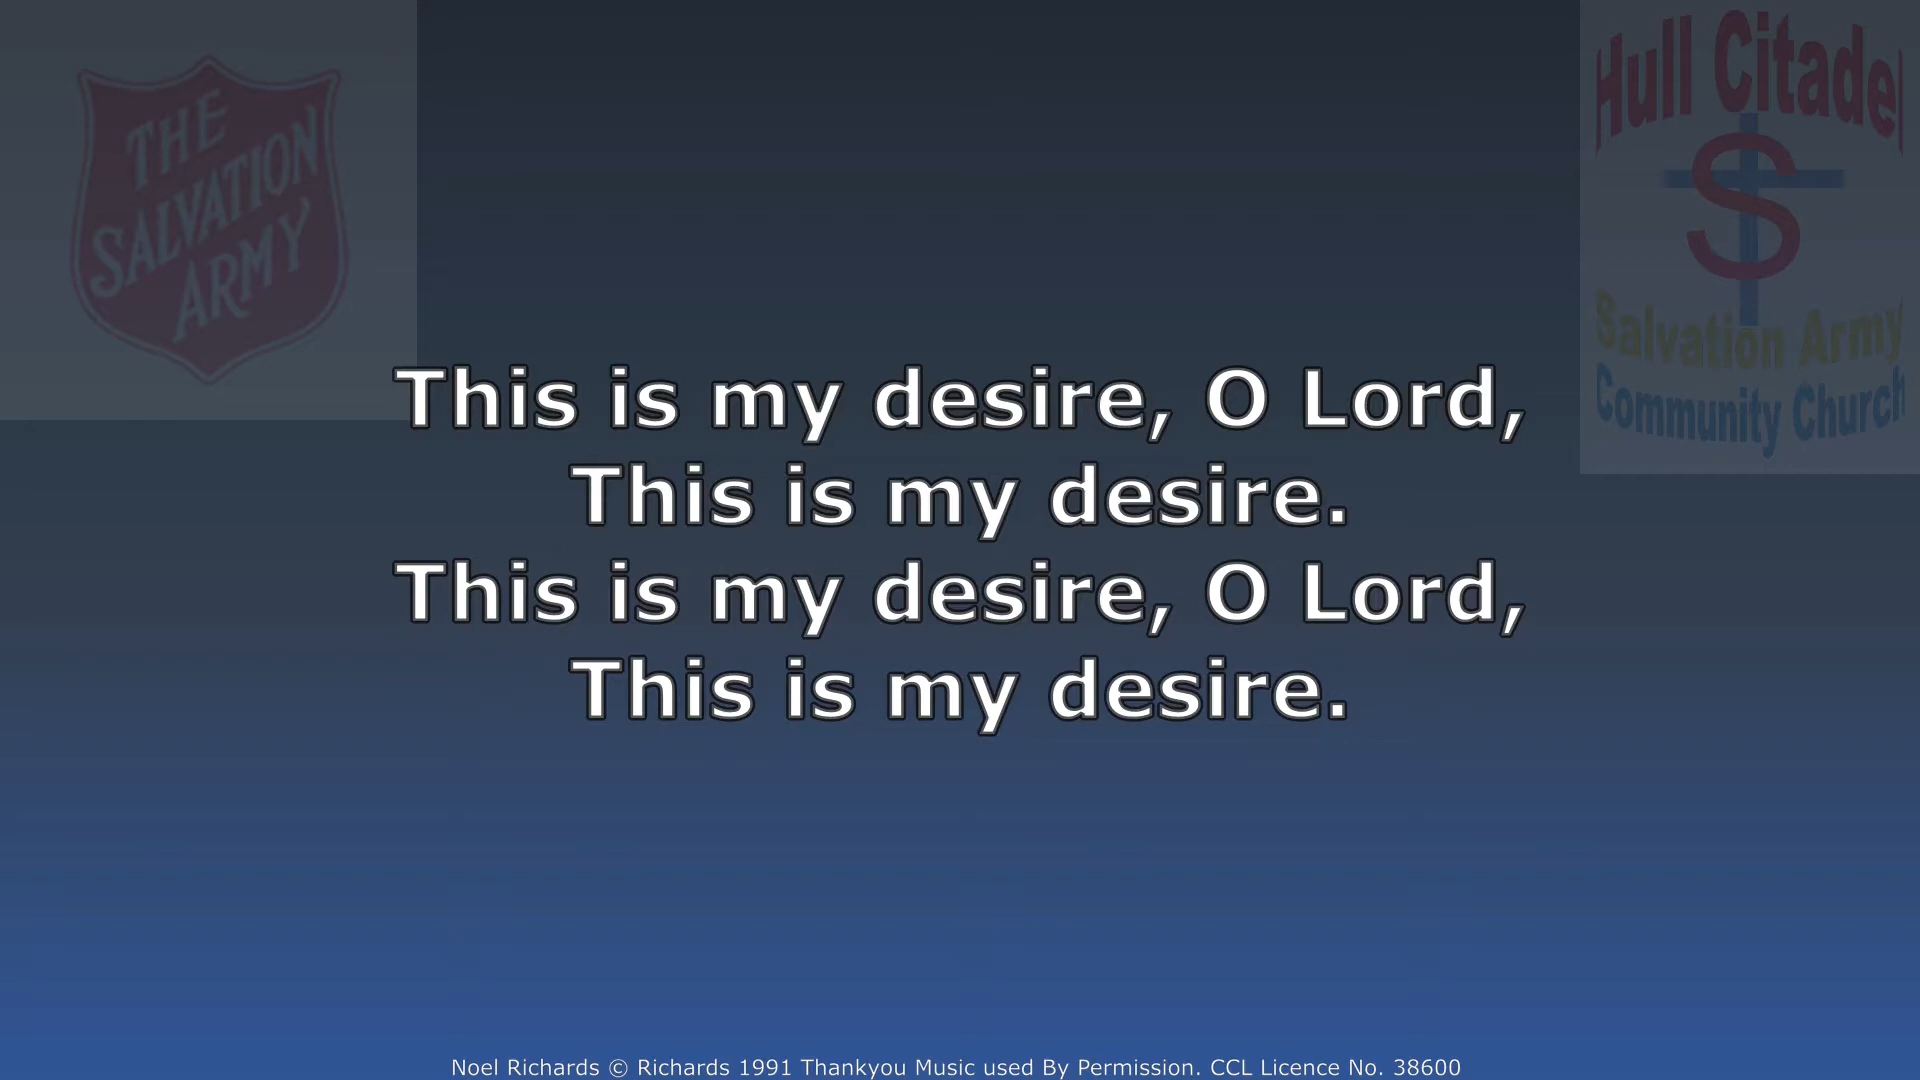 THE
SALVATION
ARMY
Hull Citadel
S
Salvation Army
Community Church
This is my desire, O Lord,
This is my desire.
This is my desire, O Lord,
This is my desire.
Noel Richards © Richards 1991 Thankyou Music used By Permission. CCL Licence No. 38600